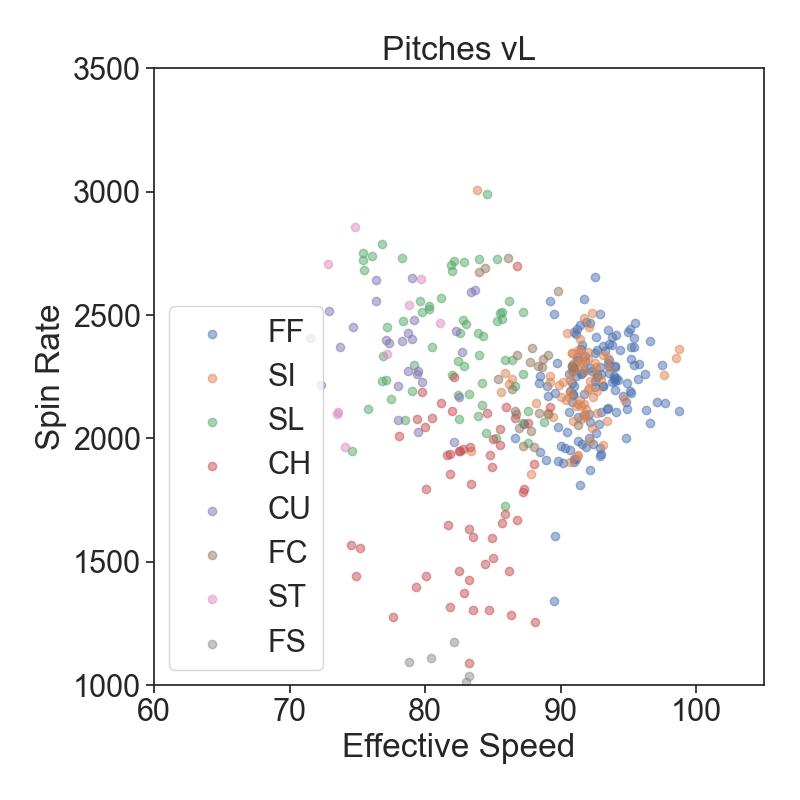 Pitches vL
3500
3000
2500
2000
1500
1000
Spin Rate
FF
SI
SL
CH
CU
FC
ST
FS
60
70
80
90
100
Effective Speed